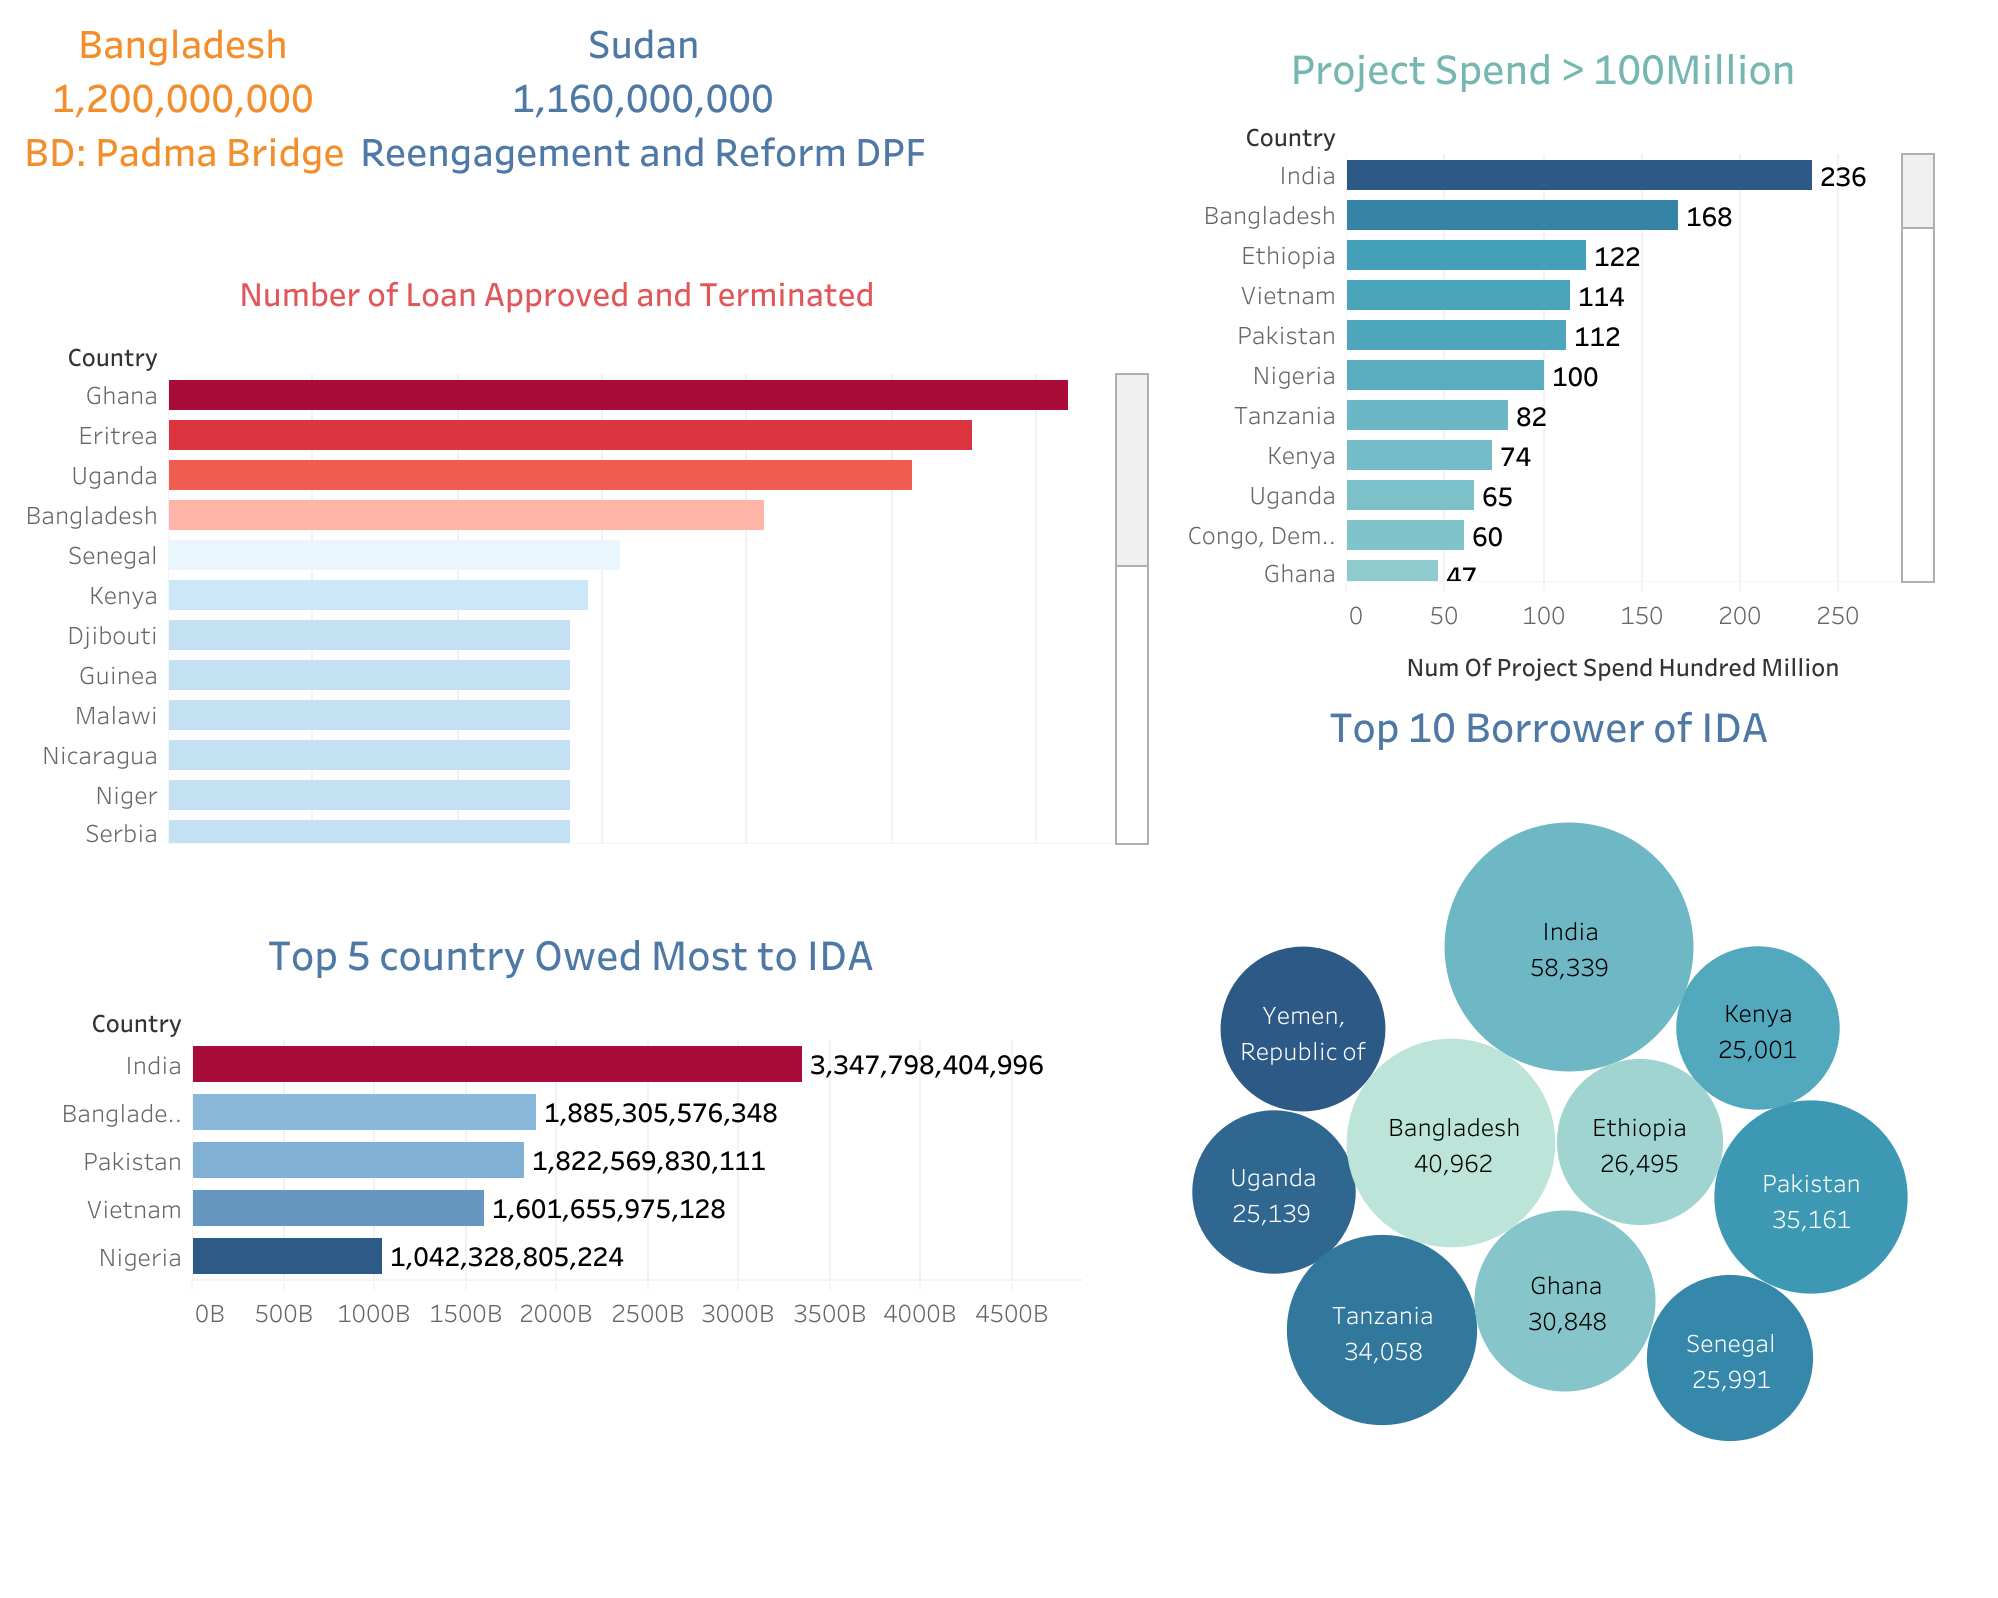 Bangladesh
1,200,000,000
BD: Padma Bridge
Sudan
1,160,000,000
Reengagement and Reform DPF
Number of Loan Approved and Terminated
Country
Ghana
Eritrea
Uganda
Bangladesh
Senegal
Kenya
Djibouti
Guinea
Malawi
Nicaragua
Niger
Serbia
Top 5 country Owed Most to IDA
Country
India 3,347,798,404,996
Banglade.. 1,885,305,576,348
Pakistan 1,822,569,830,111
Vietnam 1,601,655,975,128
Nigeria 1,042,328,805,224
0B 500B 1000B 1500B 2000B 2500B 3000B 3500B 4000B 4500B
Project Spend > 100Million
Country
India 236
Bangladesh 168
Ethiopia 122
Vietnam 114
Pakistan 112
Nigeria 100
Tanzania 82
Kenya 74
Uganda 65
Congo, Dem.. 60
Ghana 47
0 50 100 150 200 250
Num Of Project Spend Hundred Million
Top 10 Borrower of IDA
India
58,339
Yemen,
Republic of
Kenya
25,001
Bangladesh
40,962
Ethiopia
26,495
Uganda
25,139
Pakistan
35,161
Ghana
30,848
Tanzania
34,058
Senegal
25,991